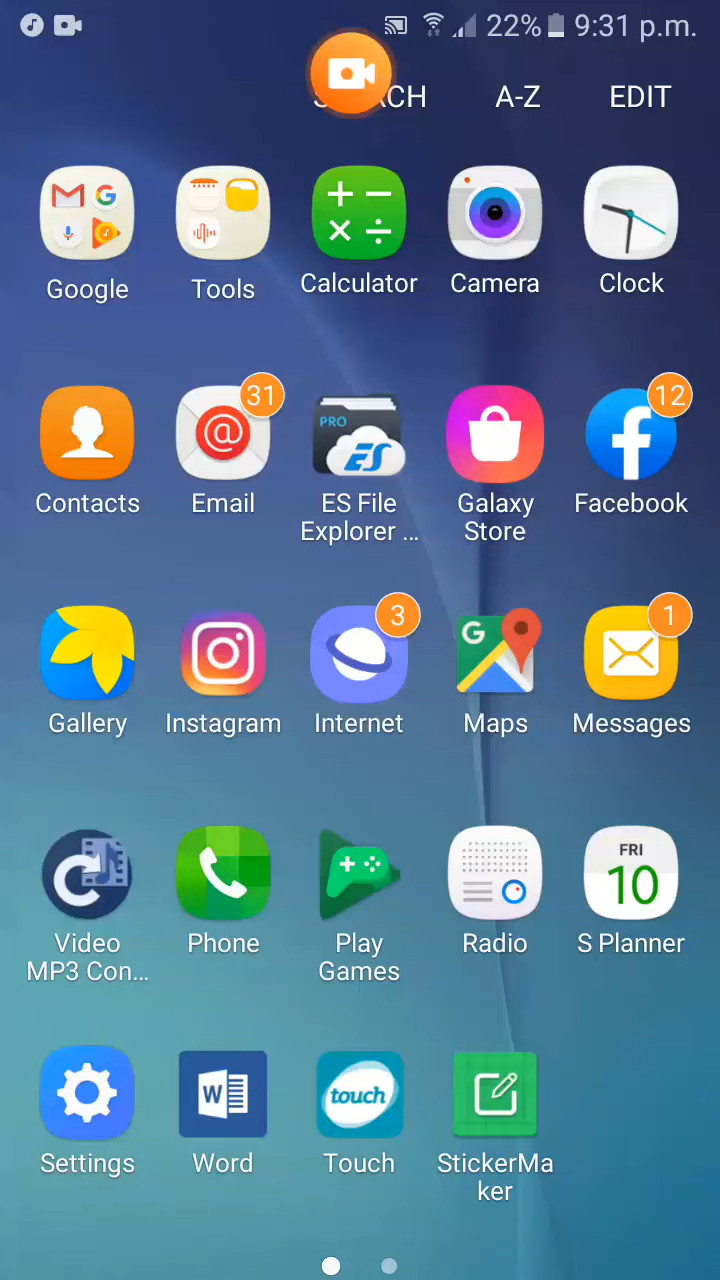 22% 9:31 p.m.
CH A-Z EDIT
Google Tools Calculator Camera Clock
31 12
PRO
ES
Contacts Email ES File Explorer ... Galaxy Store Facebook
3 1
G
Gallery Instagram Internet Maps Messages
FRI
10
Video MP3 Con... Phone Play Games Radio S Planner
W touch
Settings Word Touch StickerMa
ker